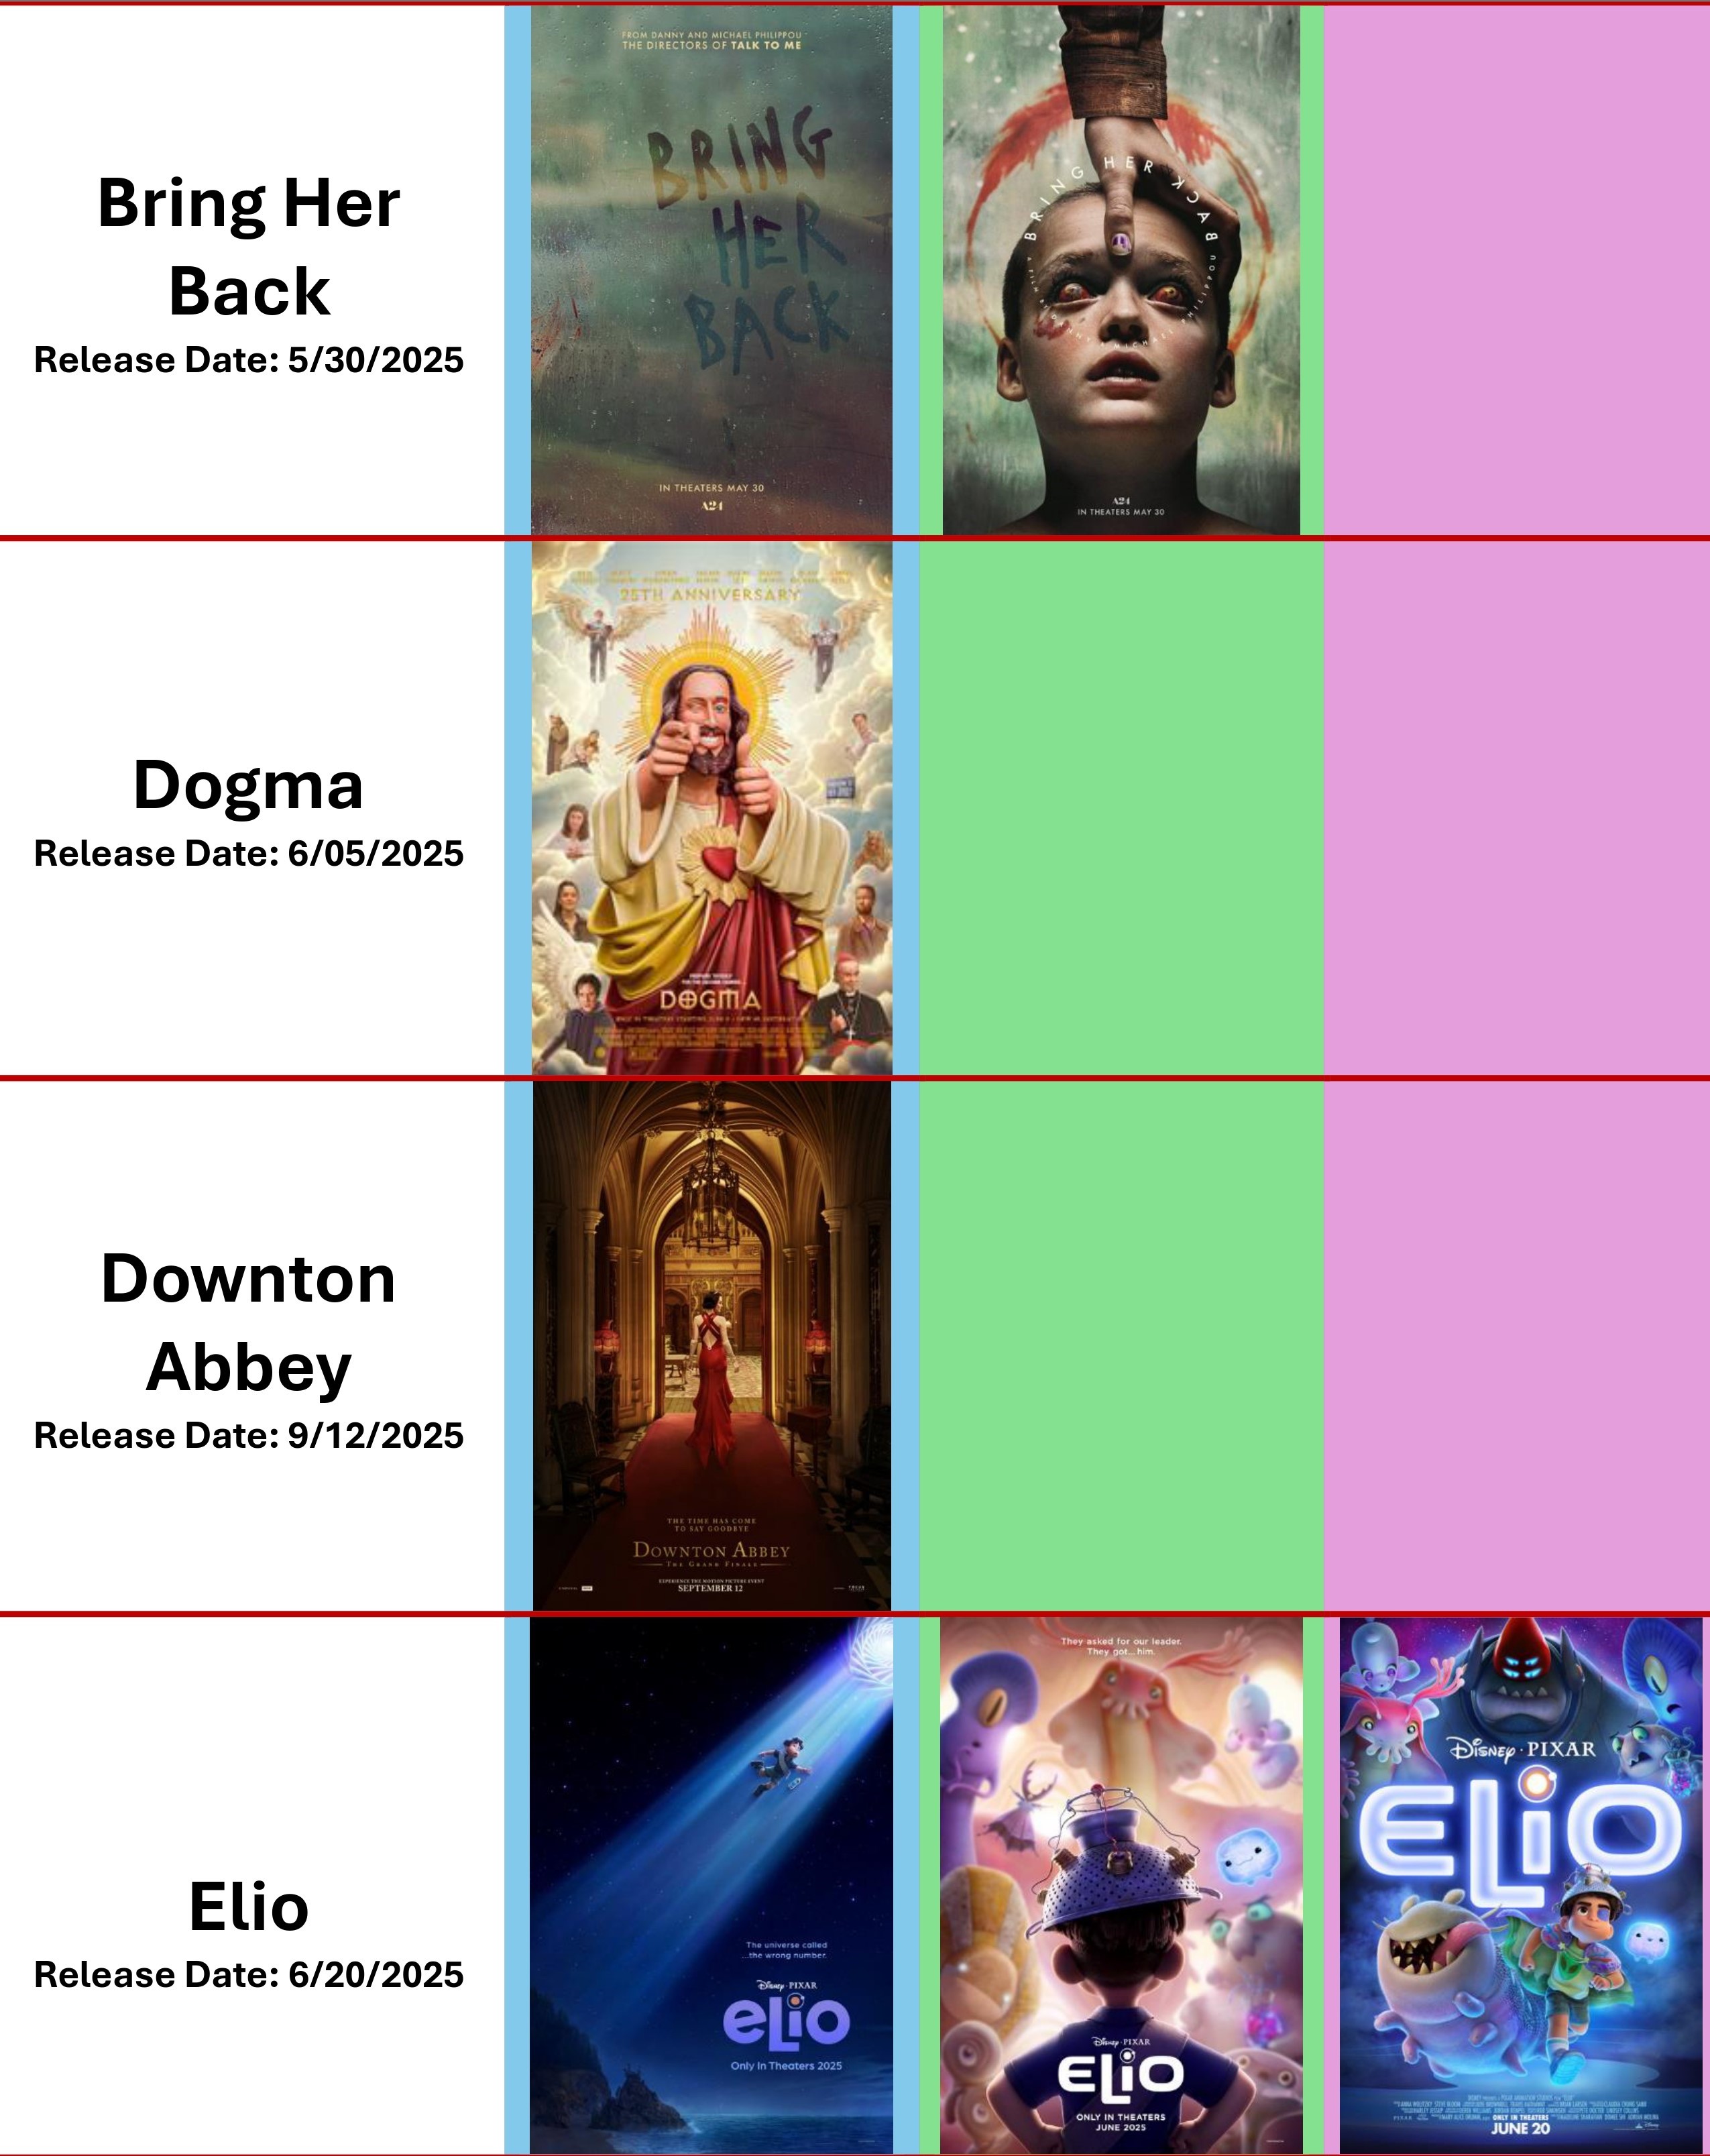 Bring Her
Back
Release Date: 5/30/2025
FROM DANNY AND MICHAEL PHILIPPOU
THE DIRECTORS OF TALK TO ME
BRING
HER
BACK
IN THEATERS MAY 30
A24
BRING HER BACK
A24
IN THEATERS MAY 30
Dogma
Release Date: 6/05/2025
25TH ANNIVERSARY
DOGMA
Downton
Abbey
Release Date: 9/12/2025
THE TIME HAS COME
TO SAY GOODBYE
DOWNTON ABBEY
THE GRAND FINALE
EXPERIENCE THE MOTION PICTURE EVENT
SEPTEMBER 12
Elio
Release Date: 6/20/2025
The universe called
...the wrong number.
Disney · PIXAR
elio
Only In Theaters 2025
They asked for our leader.
They got... him.
Disney · PIXAR
ELiO
ONLY IN THEATERS
JUNE 2025
Disney · PIXAR
ELiO
ONLY IN THEATERS
JUNE 20